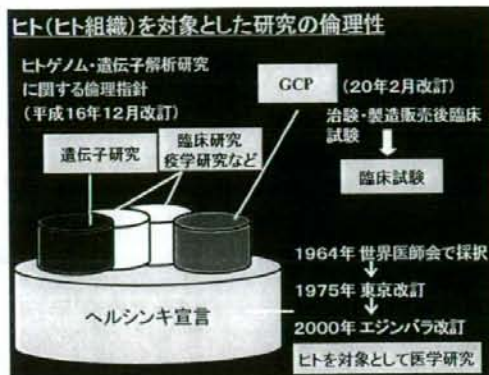 ヒト(ヒト組織)を対象とした研究の倫理性
ヒトゲノム・遺伝子解析研究
に関する倫理指針
(平成16年12月改訂)
GCP
(20年2月改訂)
治験・製造販売後臨床
試験
臨床試験
遺伝子研究
臨床研究
疫学研究など
ヘルシンキ宣言
1964年 世界医師会で採択
1975年 東京改訂
2000年 エジンバラ改訂
ヒトを対象として医学研究